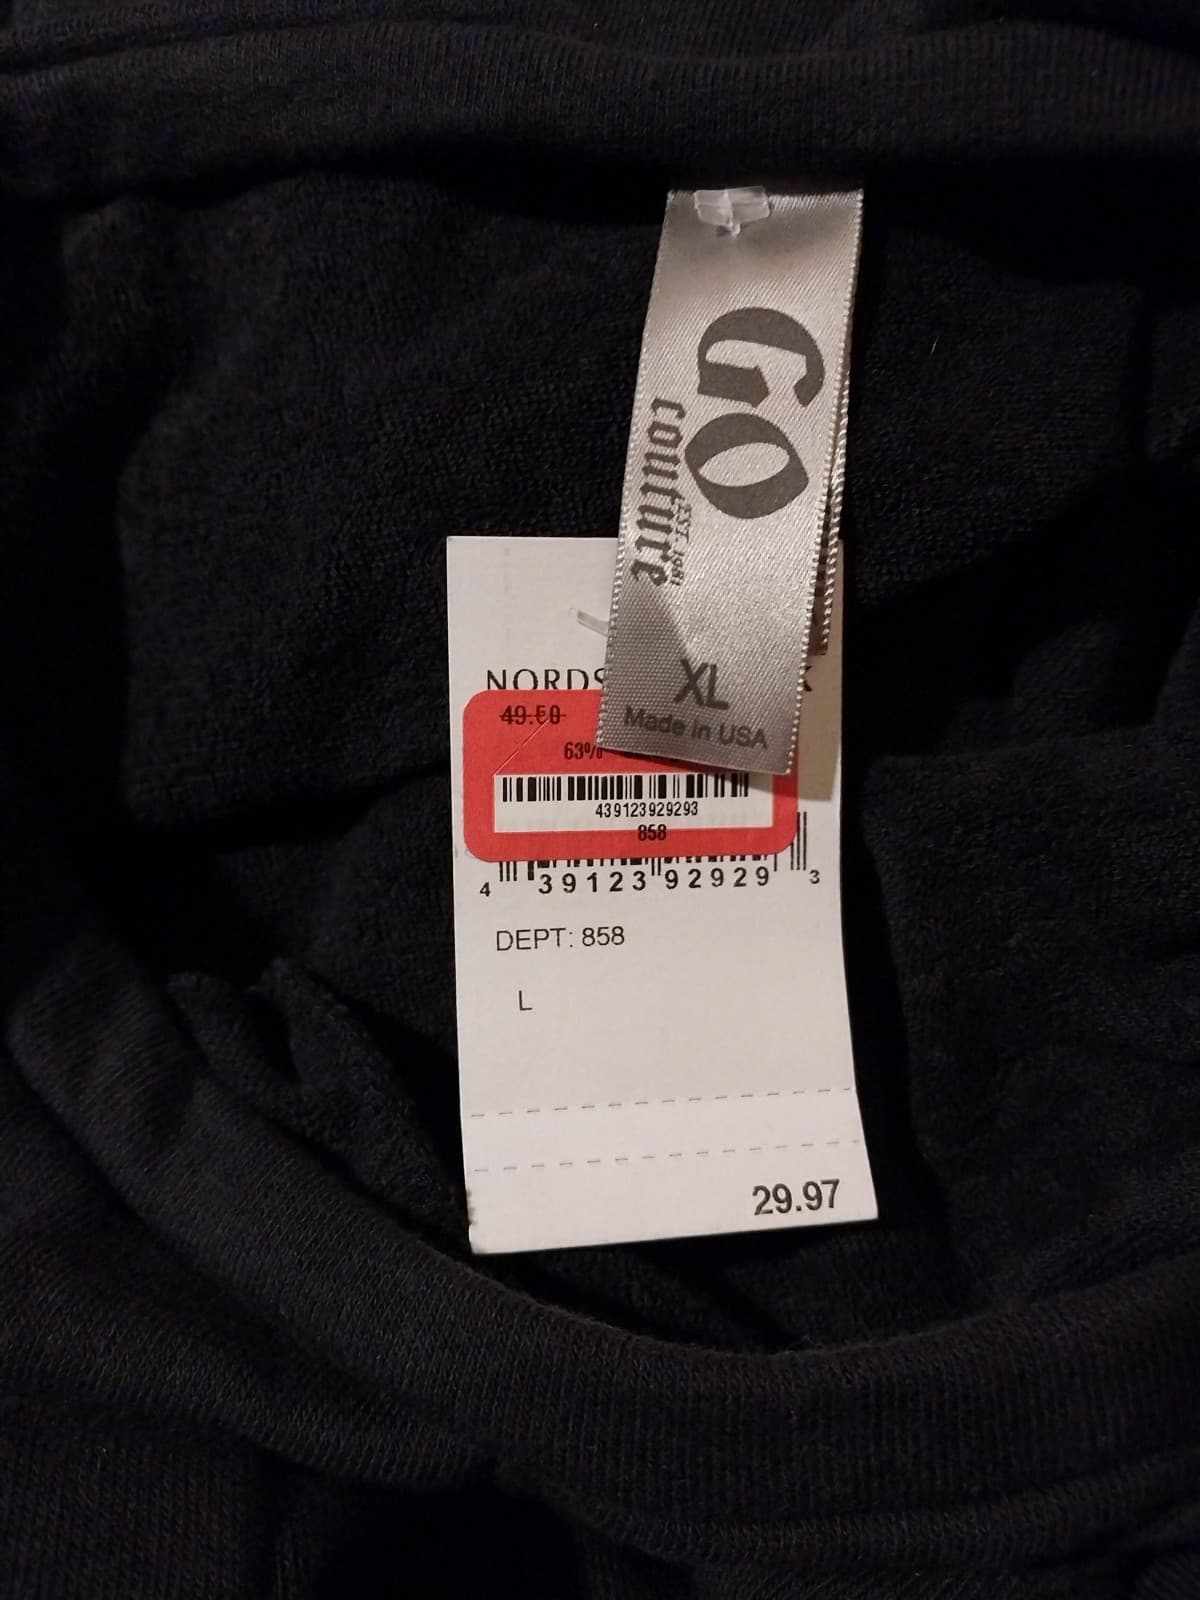 GO
couture
EST. 1981
XL
Made in USA
NORDS
49.50
63%
439123929293
858
4 39123 92929 3
DEPT: 858
L
29.97